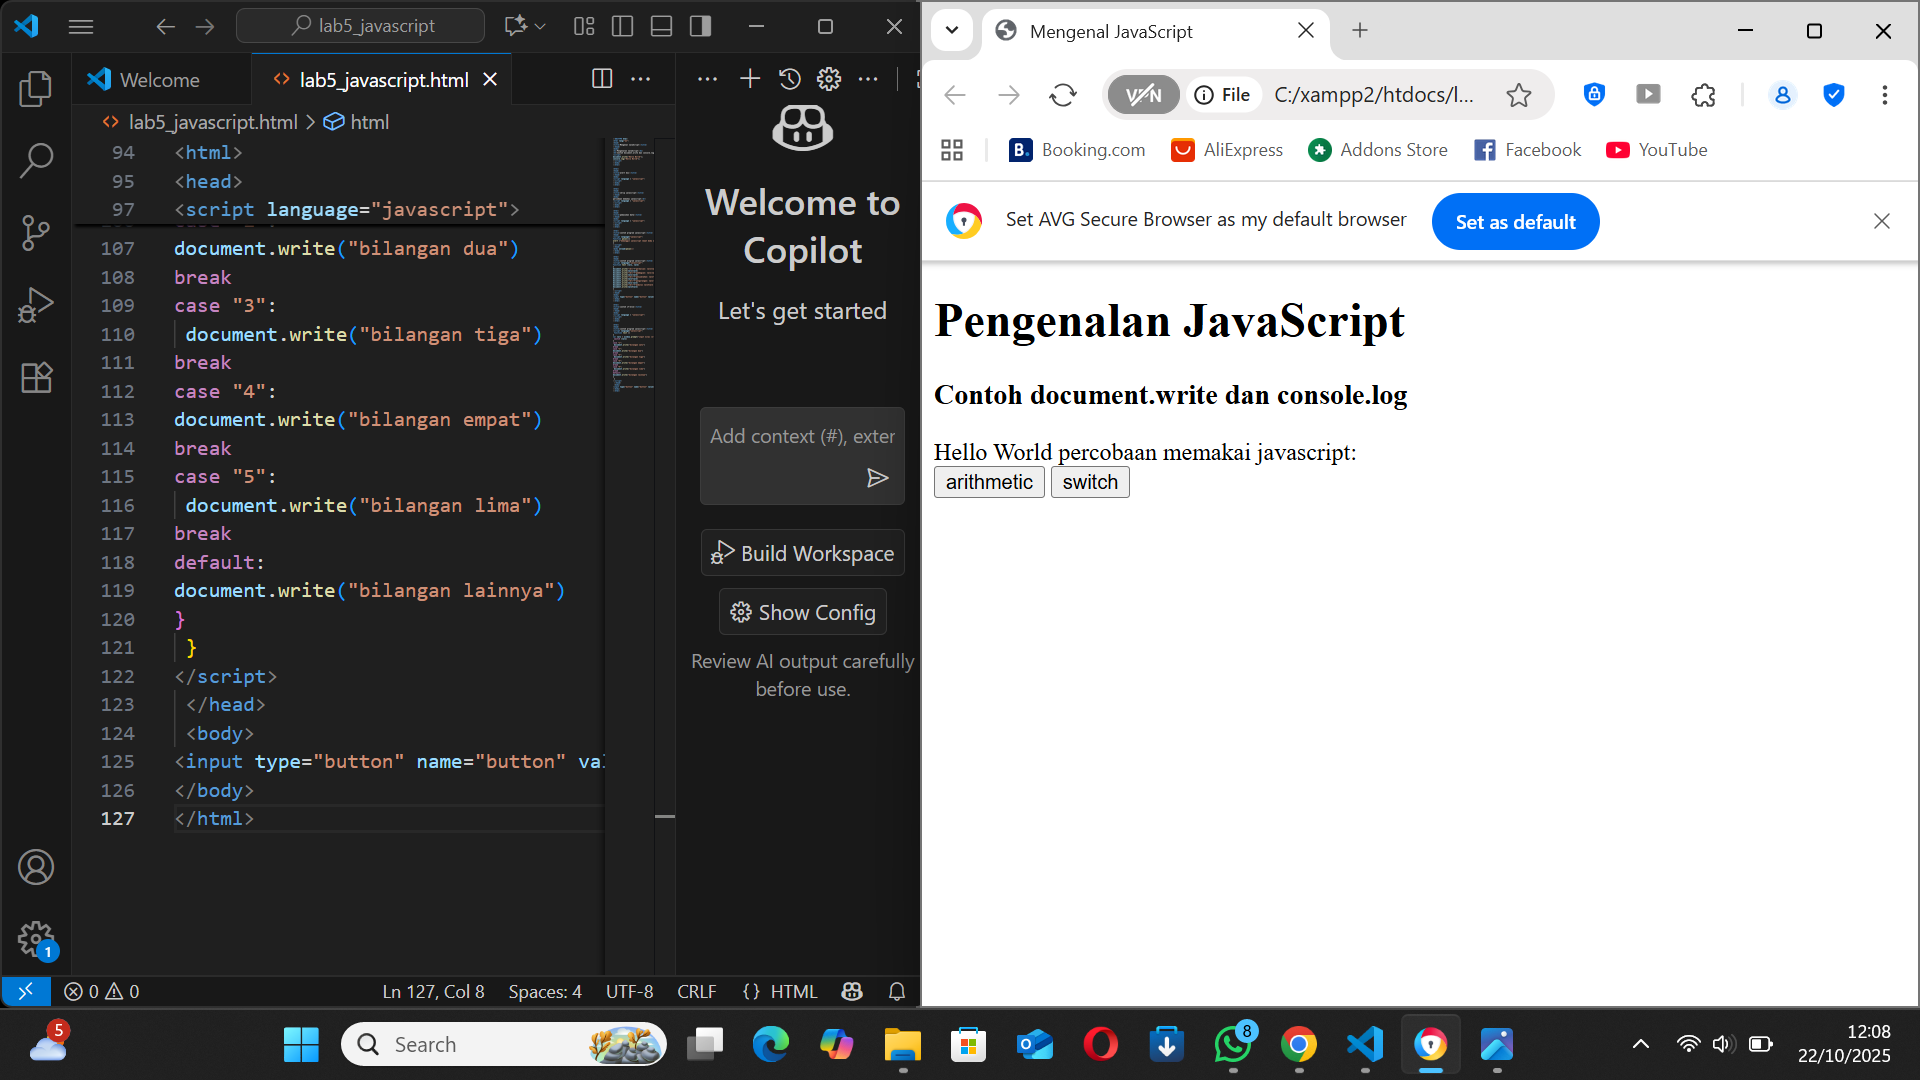 lab5_javascript
Welcome
lab5_javascript.html
lab5_javascript.html > html
94 <html>
95 <head>
97 <script language="javascript">
107 document.write("bilangan dua")
108 break
109 case "3":
110 document.write("bilangan tiga")
111 break
112 case "4":
113 document.write("bilangan empat")
114 break
115 case "5":
116 document.write("bilangan lima")
117 break
118 default:
119 document.write("bilangan lainnya")
120 }
121 }
122 </script>
123 </head>
124 <body>
125 <input type="button" name="button" val
126 </body>
127 </html>
Welcome to
Copilot
Let's get started
Add context (#), exter
Build Workspace
Show Config
Review AI output carefully
before use.
1
0 0
Ln 127, Col 8 Spaces: 4 UTF-8 CRLF {} HTML
Mengenal JavaScript
VPN File C:/xampp2/htdocs/l...
B. Booking.com AliExpress Addons Store Facebook YouTube
Set AVG Secure Browser as my default browser Set as default
Pengenalan JavaScript
Contoh document.write dan console.log
Hello World percobaan memakai javascript:
arithmetic switch
5
Search
8
12:08
22/10/2025